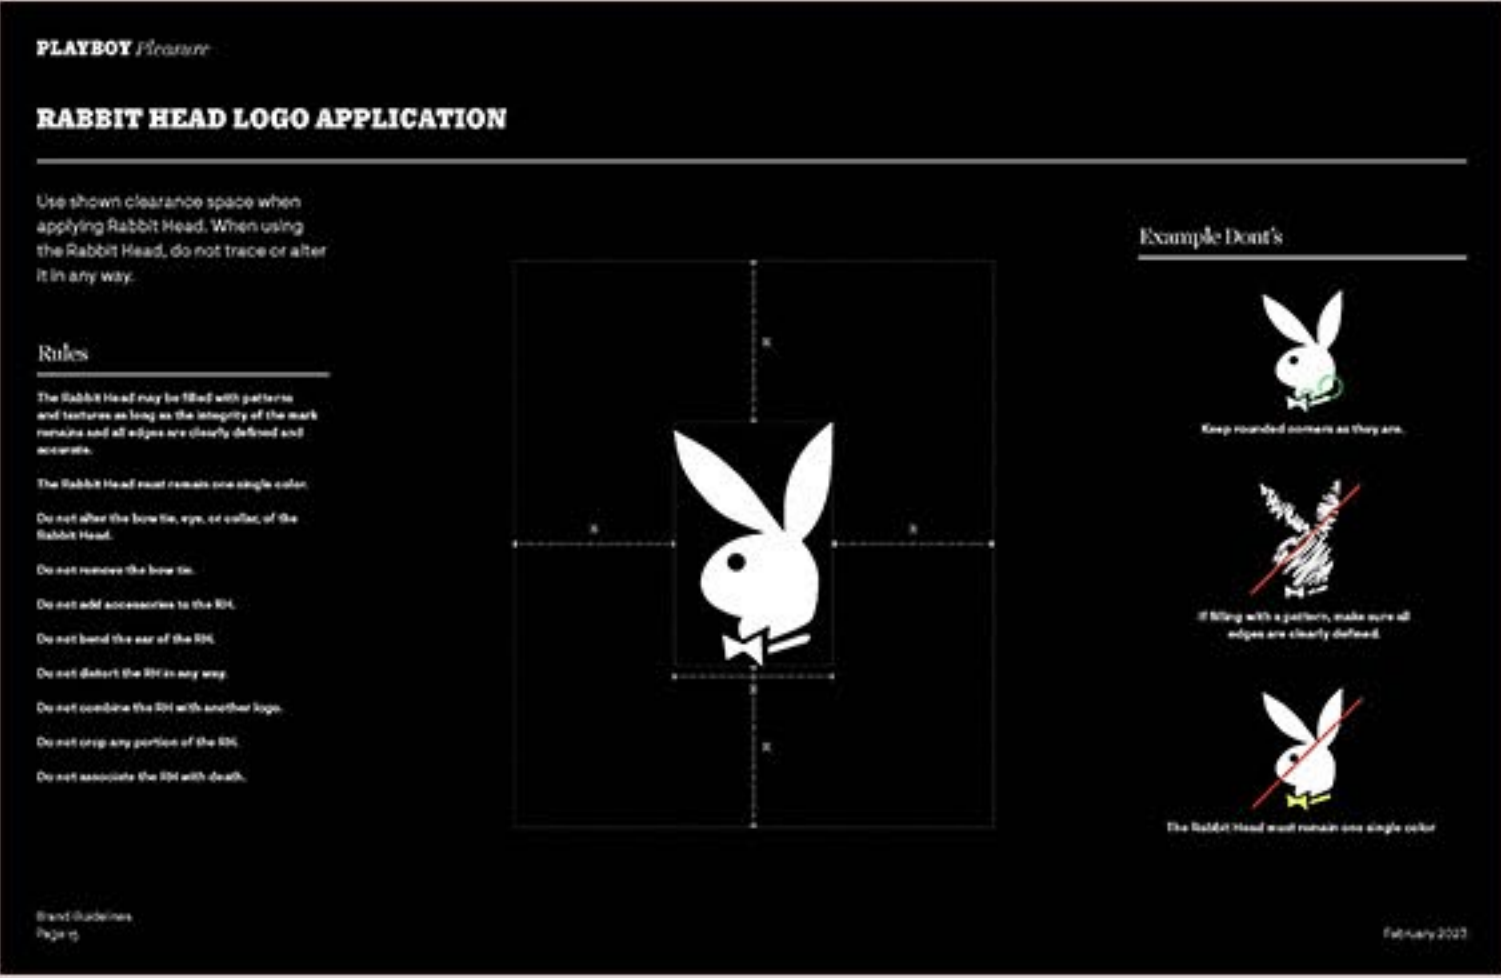 PLAYBOY Pleasure
RABBIT HEAD LOGO APPLICATION
Use shown clearance space when
applying Rabbit Head. When using
the Rabbit Head, do not trace or alter
it in any way.
Rules
The Rabbit Head may be filled with patterns
and textures as long as the integrity of the mark
remains and all edges are clearly defined and
accurate.
The Rabbit Head must remain one single color.
Do not alter the bow tie, eye, or collar, of the
Rabbit Head.
Do not remove the bow tie.
Do not add accessories to the RH.
Do not bend the ear of the RH.
Do not distort the RH in any way.
Do not combine the RH with another logo.
Do not crop any portion of the RH.
Do not associate the RH with death.
X
X
X
X
X
Example Dont's
Keep rounded corners as they are.
If filling with a pattern, make sure all
edges are clearly defined.
The Rabbit Head must remain one single color
Brand Guidelines
Page 15
February 2023